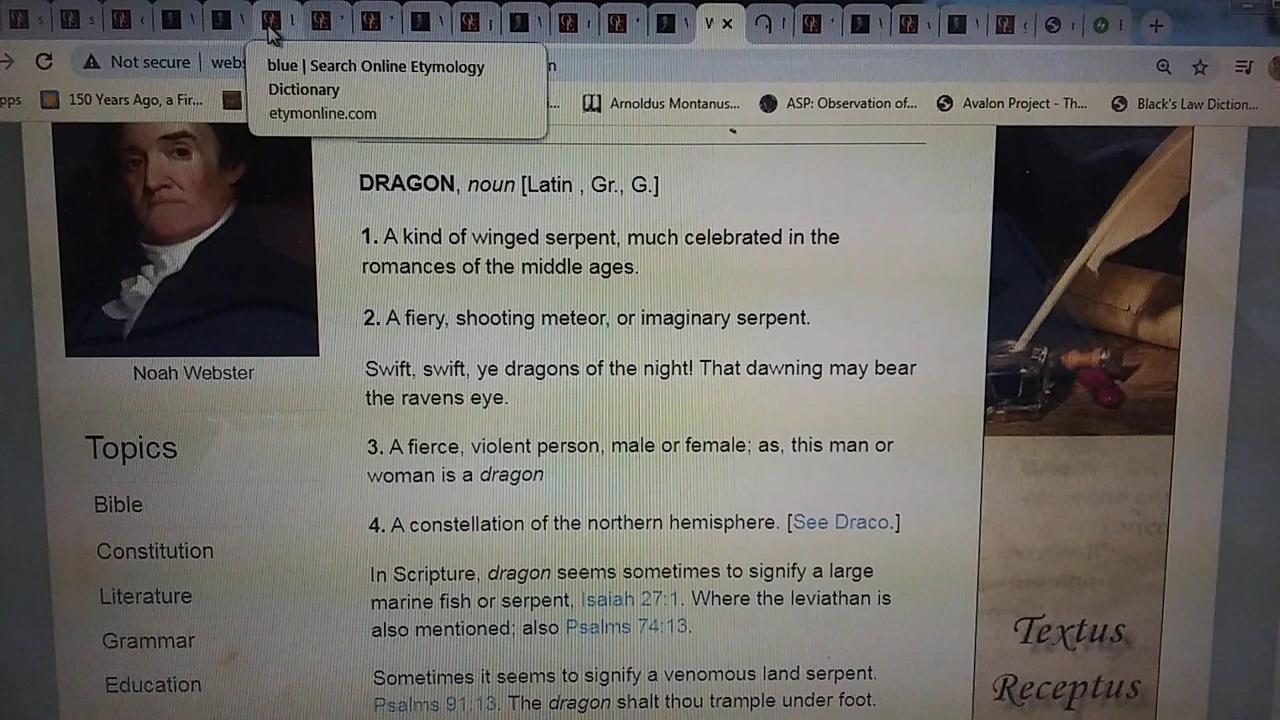 Not secure
webs
n
blue | Search Online Etymology
Dictionary
etymonline.com
pps
150 Years Ago, a Fir...
i...
Arnoldus Montanus...
ASP: Observation of...
Avalon Project - Th...
Black's Law Diction...
DRAGON, noun [Latin , Gr., G.]
1. A kind of winged serpent, much celebrated in the
romances of the middle ages.
2. A fiery, shooting meteor, or imaginary serpent.
Swift, swift, ye dragons of the night! That dawning may bear
the ravens eye.
3. A fierce, violent person, male or female; as, this man or
woman is a dragon
4. A constellation of the northern hemisphere. [See Draco.]
In Scripture, dragon seems sometimes to signify a large
marine fish or serpent, Isaiah 27:1. Where the leviathan is
also mentioned; also Psalms 74:13.
Sometimes it seems to signify a venomous land serpent.
Psalms 91:13. The dragon shalt thou trample under foot.
Noah Webster
Topics
Bible
Constitution
Literature
Grammar
Education
Textus
Receptus